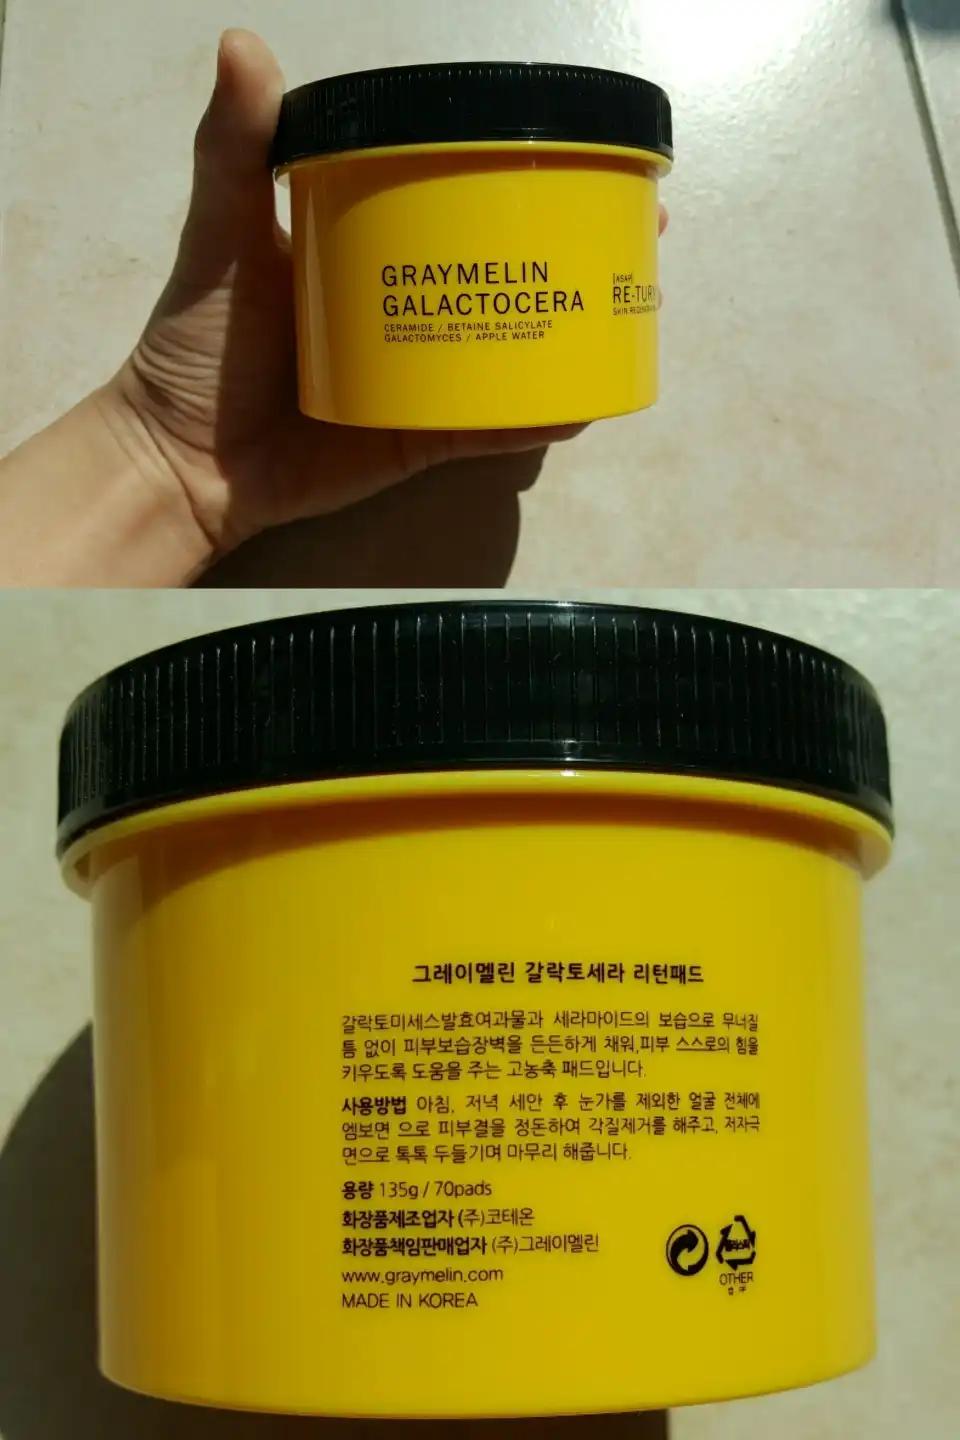 GRAYMELIN
GALACTOCERA
CERAMIDE / BETAINE SALICYLATE
GALACTOMYCES / APPLE WATER
[ASAP]
RE-TURN
SKIN
그레이멜린 갈락토세라 리턴패드
갈락토미세스발효여과물과 세라마이드의 보습으로 무너질
틈 없이 피부보습장벽을 든든하게 채워,피부 스스로의 힘을
키우도록 도움을 주는 고농축 패드입니다.
사용방법 아침, 저녁 세안 후 눈가를 제외한 얼굴 전체에
엠보면 으로 피부결을 정돈하여 각질제거를 해주고, 저자극
면으로 톡톡 두들기며 마무리 해줍니다.
용량 135g / 70pads
화장품제조업자 (주)코테온
화장품책임판매업자 (주)그레이멜린
www.graymelin.com
MADE IN KOREA
플라스틱
OTHER